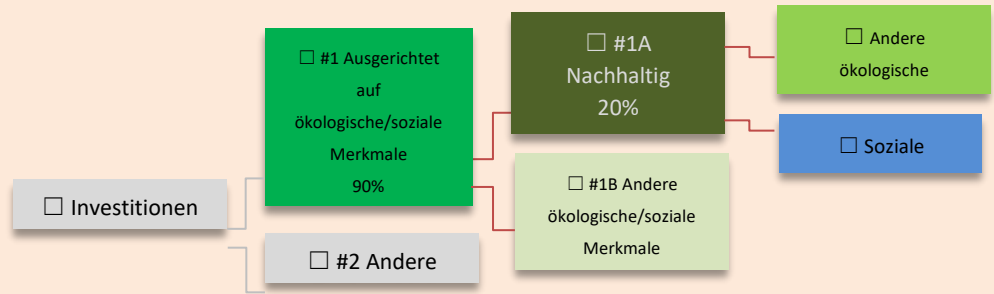 ☐ Investitionen
☐ #1 Ausgerichtet
auf
ökologische/soziale
Merkmale
90%
☐ #2 Andere
☐ #1A
Nachhaltig
20%
☐ #1B Andere
ökologische/soziale
Merkmale
☐ Andere
ökologische
☐ Soziale